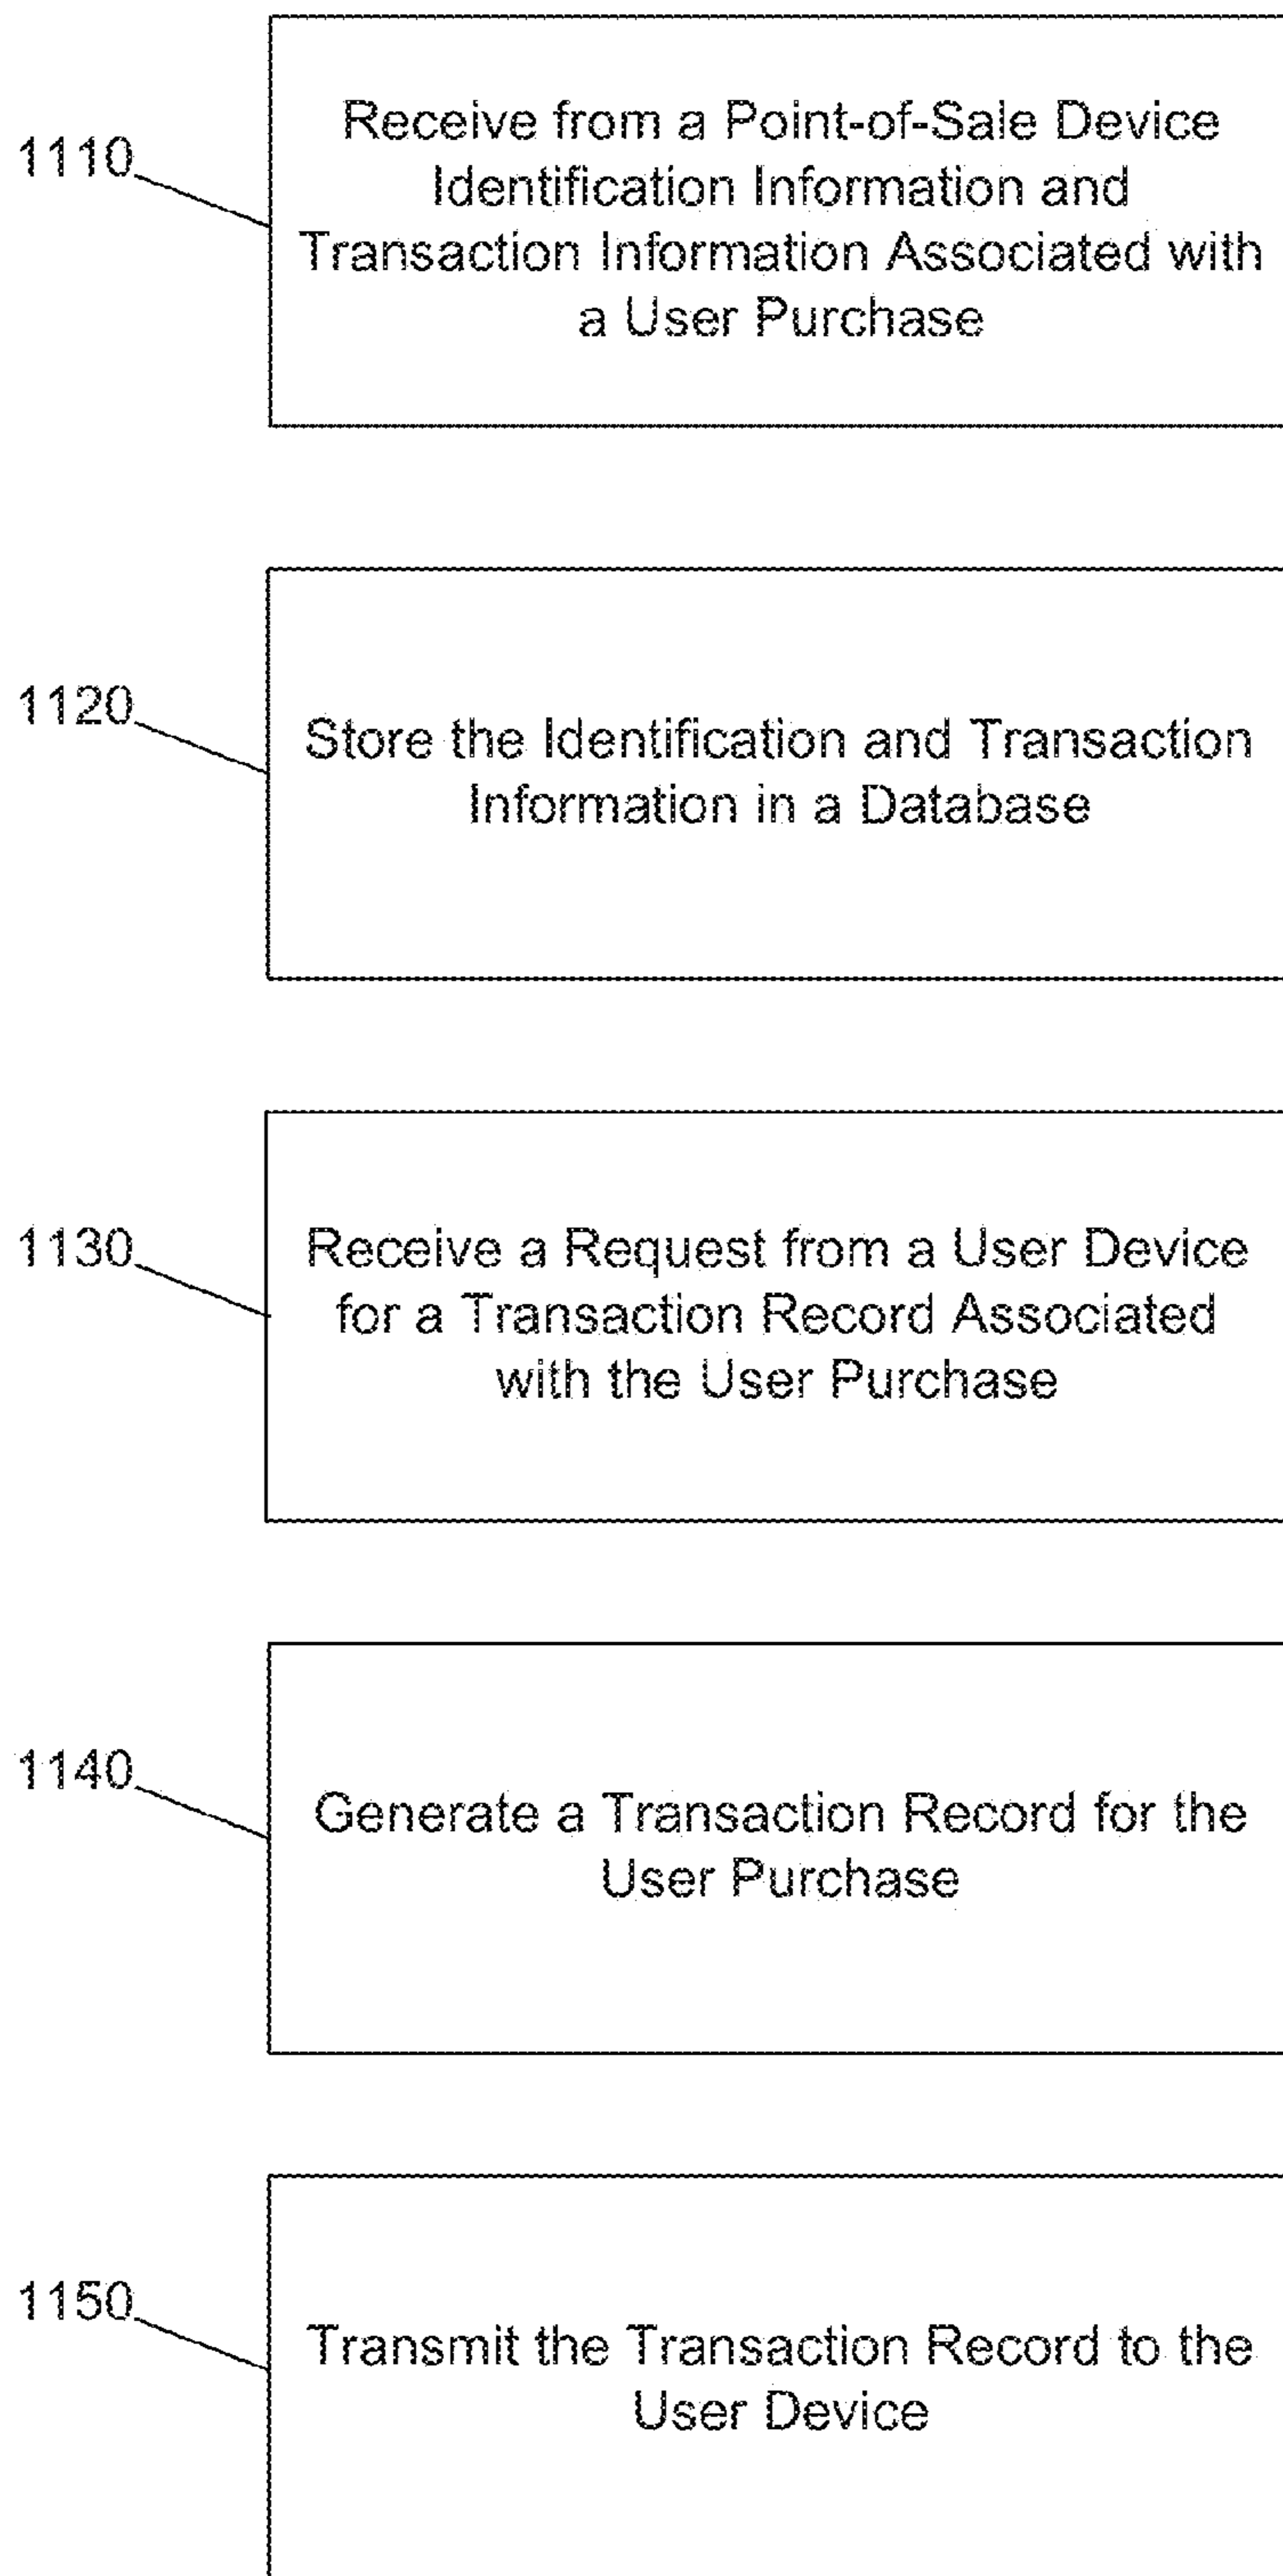 1110
Receive from a Point-of-Sale Device
Identification Information and
Transaction Information Associated with
a User Purchase
1120
Store the Identification and Transaction
Information in a Database
1130
Receive a Request from a User Device
for a Transaction Record Associated
with the User Purchase
1140
Generate a Transaction Record for the
User Purchase
1150
Transmit the Transaction Record to the
User Device